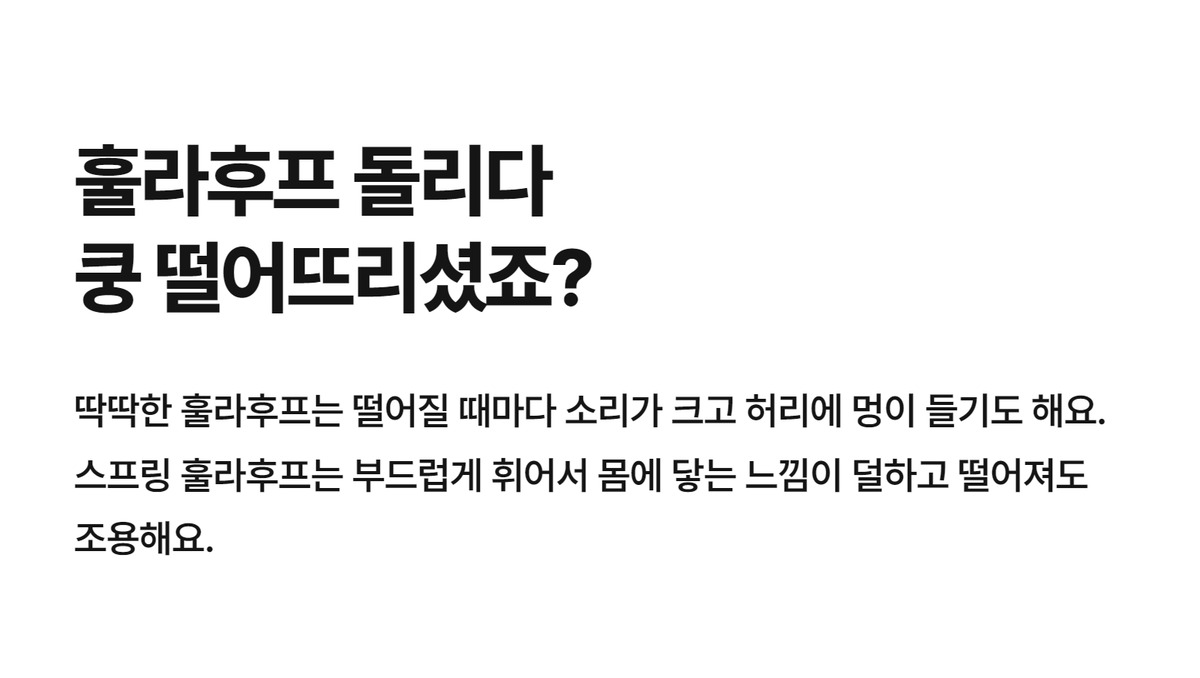 훌라후프 돌리다
쿵 떨어뜨리셨죠?
딱딱한 훌라후프는 떨어질 때마다 소리가 크고 허리에 멍이 들기도 해요.
스프링 훌라후프는 부드럽게 휘어서 몸에 닿는 느낌이 덜하고 떨어져도
조용해요.